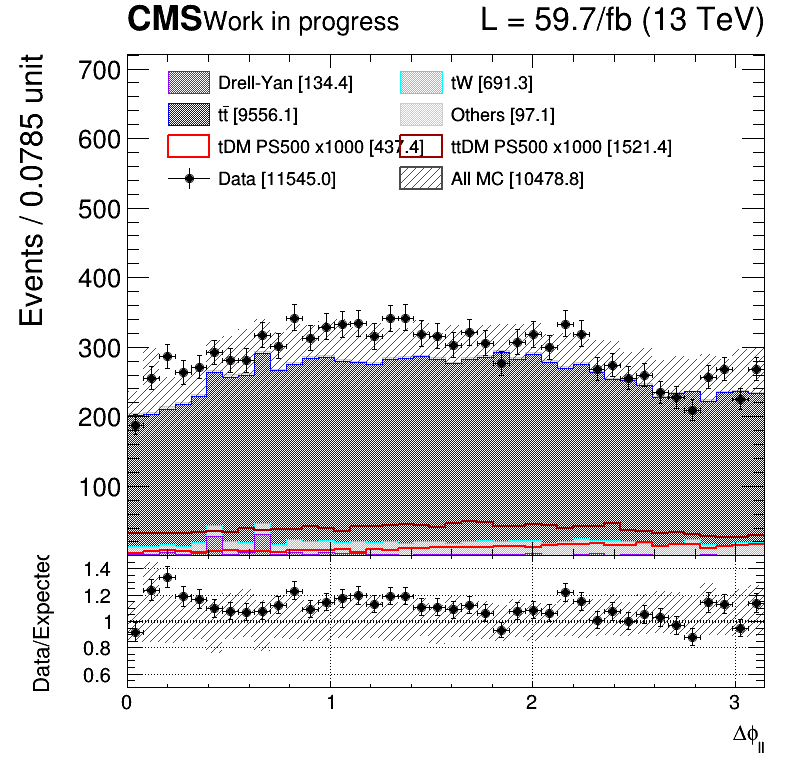 CMS Work in progress L = 59.7/fb (13 TeV)
Events / 0.0785 unit
700
600
500
400
300
200
100
Drell-Yan [134.4] tW [691.3]
tt̄ [9556.1] Others [97.1]
tDM PS500 x1000 [437.4] ttDM PS500 x1000 [1521.4]
Data [11545.0] All MC [10478.8]
Data/Expected
1.4
1.2
1
0.8
0.6
0 1 2 3
Δϕll